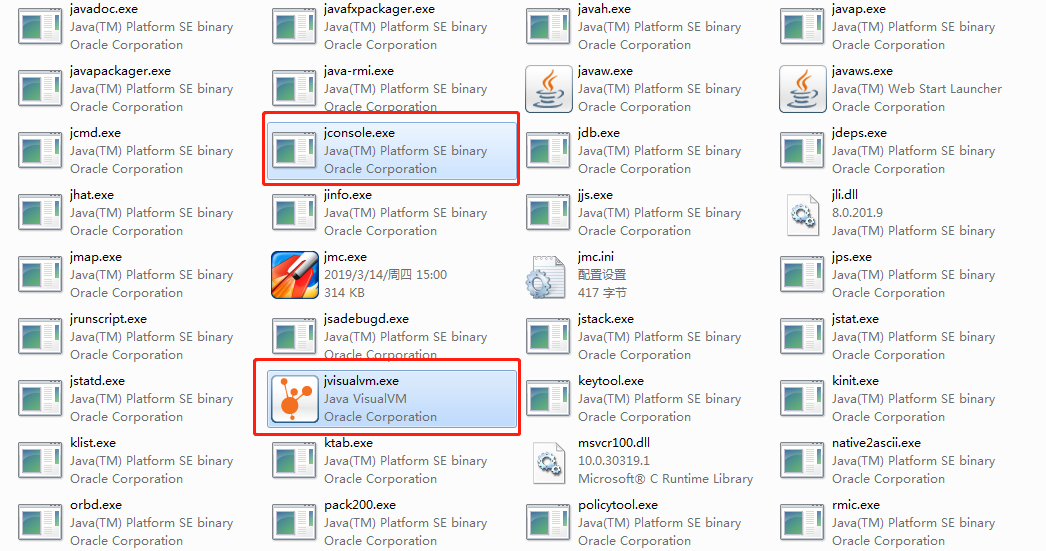 javadoc.exe
Java(TM) Platform SE binary
Oracle Corporation
javafxpackager.exe
Java(TM) Platform SE binary
Oracle Corporation
javah.exe
Java(TM) Platform SE binary
Oracle Corporation
javap.exe
Java(TM) Platform SE binary
Oracle Corporation
javapackager.exe
Java(TM) Platform SE binary
Oracle Corporation
java-rmi.exe
Java(TM) Platform SE binary
Oracle Corporation
javaw.exe
Java(TM) Platform SE binary
Oracle Corporation
javaws.exe
Java(TM) Web Start Launcher
Oracle Corporation
jcmd.exe
Java(TM) Platform SE binary
Oracle Corporation
jconsole.exe
Java(TM) Platform SE binary
Oracle Corporation
jdb.exe
Java(TM) Platform SE binary
Oracle Corporation
jdeps.exe
Java(TM) Platform SE binary
Oracle Corporation
jhat.exe
Java(TM) Platform SE binary
Oracle Corporation
jinfo.exe
Java(TM) Platform SE binary
Oracle Corporation
jjs.exe
Java(TM) Platform SE binary
Oracle Corporation
jli.dll
8.0.201.9
Java(TM) Platform SE binary
jmap.exe
Java(TM) Platform SE binary
Oracle Corporation
jmc.exe
2019/3/14/周四 15:00
314 KB
jmc.ini
配置设置
417 字节
jps.exe
Java(TM) Platform SE binary
Oracle Corporation
jrunscript.exe
Java(TM) Platform SE binary
Oracle Corporation
jsadebugd.exe
Java(TM) Platform SE binary
Oracle Corporation
jstack.exe
Java(TM) Platform SE binary
Oracle Corporation
jstat.exe
Java(TM) Platform SE binary
Oracle Corporation
jstatd.exe
Java(TM) Platform SE binary
Oracle Corporation
jvisualvm.exe
Java VisualVM
Oracle Corporation
keytool.exe
Java(TM) Platform SE binary
Oracle Corporation
kinit.exe
Java(TM) Platform SE binary
Oracle Corporation
klist.exe
Java(TM) Platform SE binary
Oracle Corporation
ktab.exe
Java(TM) Platform SE binary
Oracle Corporation
msvcr100.dll
10.0.30319.1
Microsoft® C Runtime Library
native2ascii.exe
Java(TM) Platform SE binary
Oracle Corporation
orbd.exe
Java(TM) Platform SE binary
Oracle Corporation
pack200.exe
Java(TM) Platform SE binary
Oracle Corporation
policytool.exe
Java(TM) Platform SE binary
Oracle Corporation
rmic.exe
Java(TM) Platform SE binary
Oracle Corporation